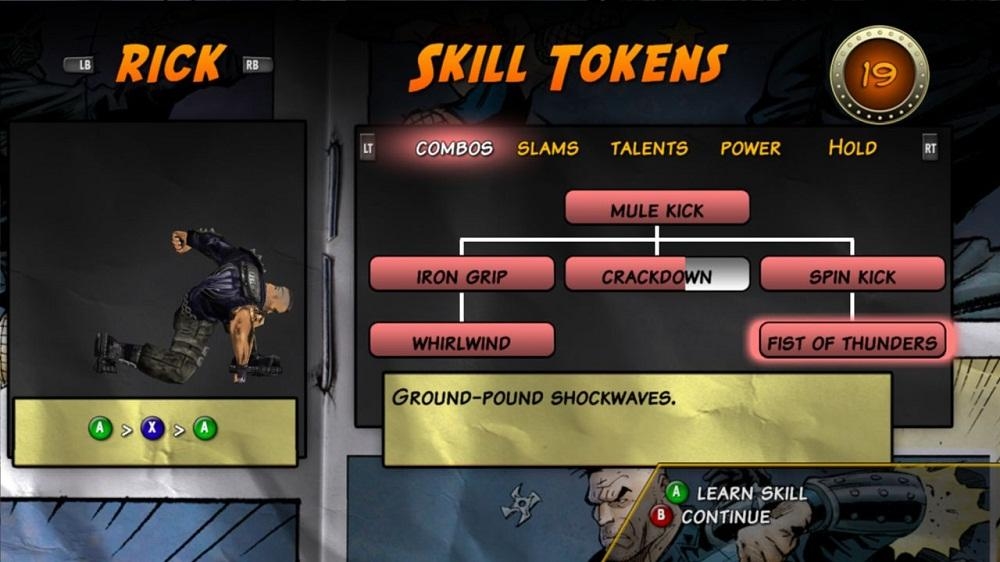 LB RICK RB
SKILL TOKENS
19
LT COMBOS SLAMS TALENTS POWER HOLD RT
MULE KICK
IRON GRIP CRACKDOWN SPIN KICK
WHIRLWIND FIST OF THUNDERS
GROUND-POUND SHOCKWAVES.
A > X > A
A LEARN SKILL
B CONTINUE